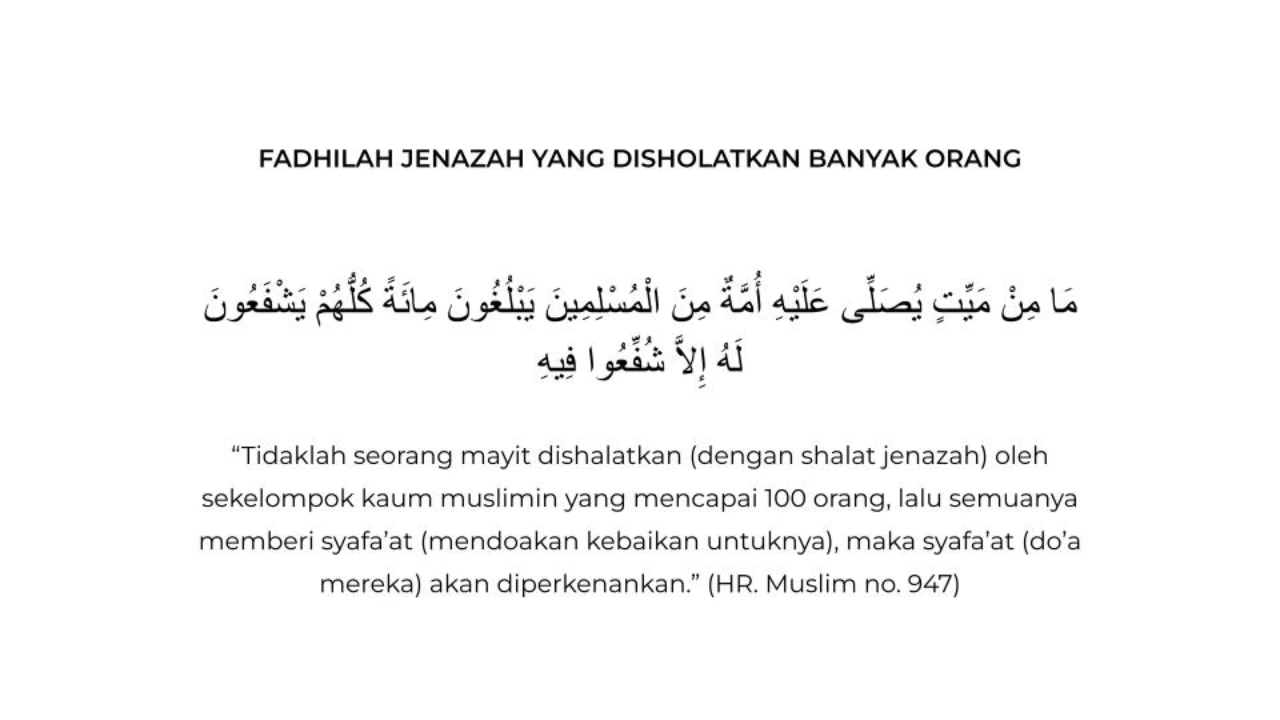 FADHILAH JENAZAH YANG DISHOLATKAN BANYAK ORANG
مَا مِنْ مَيِّتٍ يُصَلِّى عَلَيْهِ أُمَّةٌ مِنَ الْمُسْلِمِينَ يَبْلُغُونَ مِائَةً كُلُّهُمْ يَشْفَعُونَ
لَهُ إِلاَّ شُفِّعُوا فِيهِ
“Tidaklah seorang mayit dishalatkan (dengan shalat jenazah) oleh
sekelompok kaum muslimin yang mencapai 100 orang, lalu semuanya
memberi syafa’at (mendoakan kebaikan untuknya), maka syafa’at (do’a
mereka) akan diperkenankan.” (HR. Muslim no. 947)